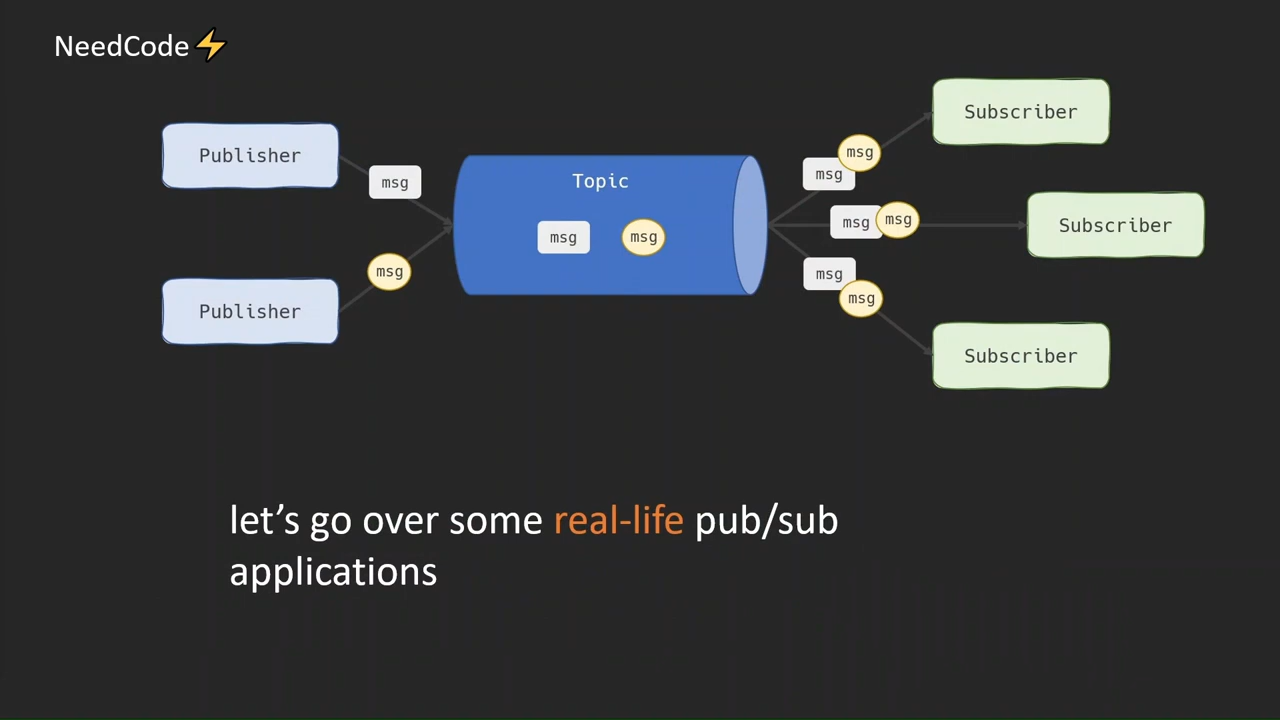 NeedCode⚡
Publisher
msg
msg
Publisher
Topic
msg
msg
msg
msg
msg
msg
msg
msg
Subscriber
Subscriber
Subscriber
let’s go over some real-life pub/sub
applications